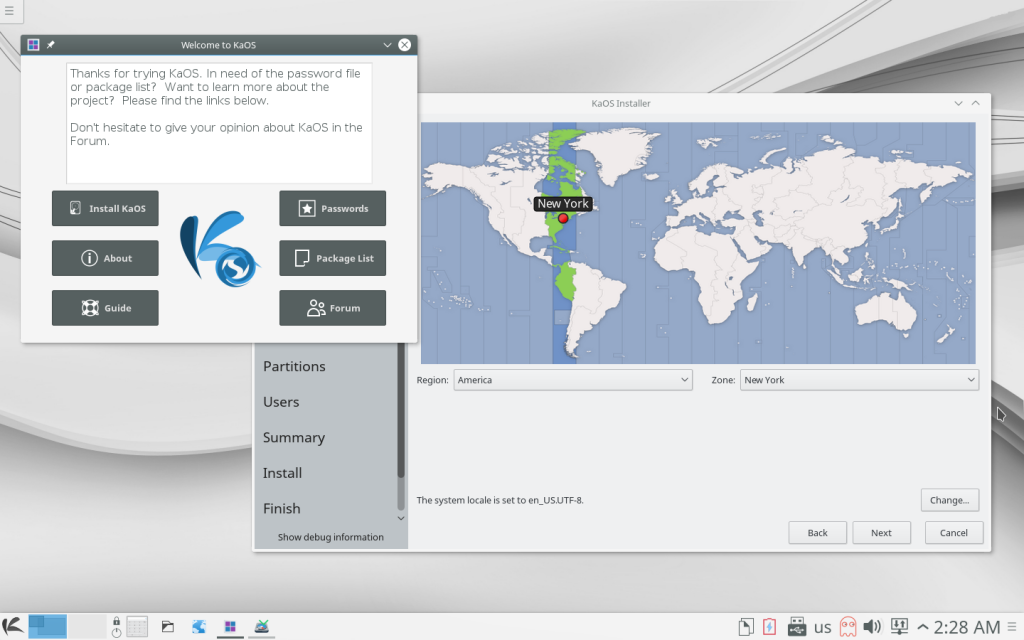 Welcome to KaOS
Thanks for trying KaOS. In need of the password file
or package list?  Want to learn more about the
project?  Please find the links below.
Don't hesitate to give your opinion about KaOS in the
Forum.
Install KaOS
Passwords
About
Package List
Guide
Forum
KaOS Installer
New York
Partitions
Users
Summary
Install
Finish
Show debug information
Region: America
Zone: New York
The system locale is set to en_US.UTF-8.
Change...
Back
Next
Cancel
us
2:28 AM